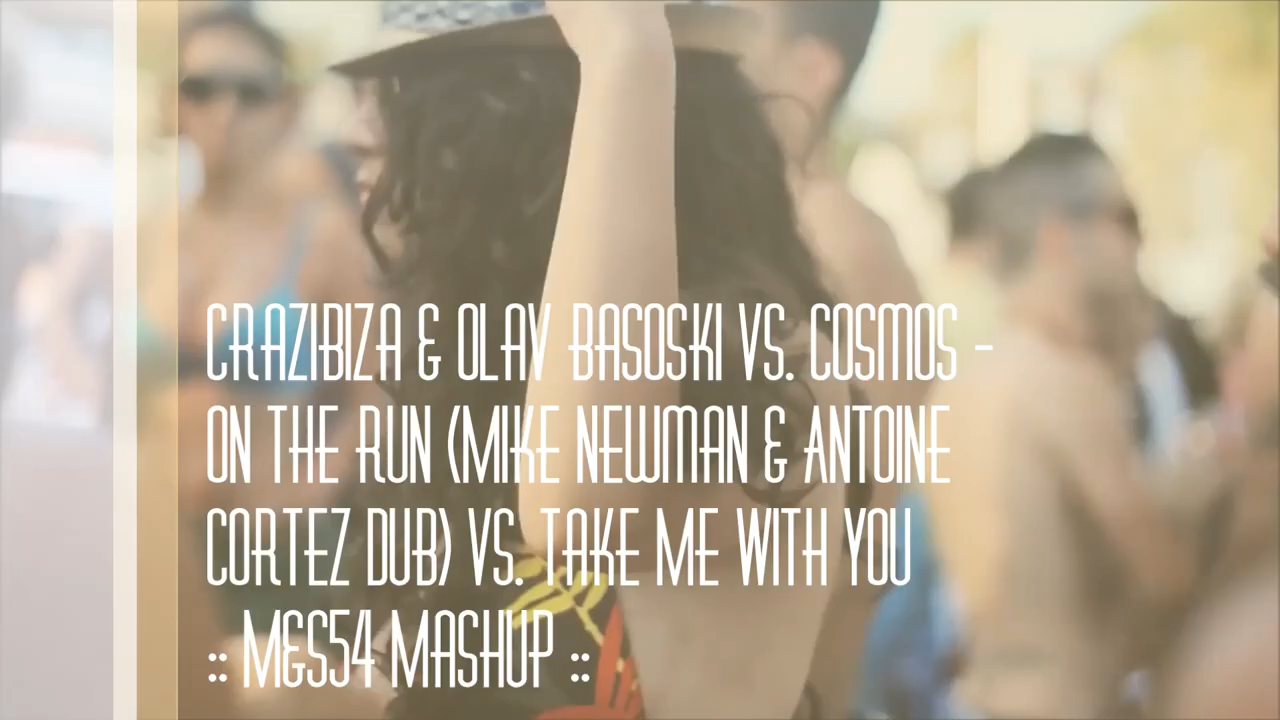 CRAZIBIZA & OLAV BASOSKI VS. COSMOS -
ON THE RUN (MIKE NEWMAN & ANTOINE
CORTEZ DUB) VS. TAKE ME WITH YOU
:: M&S54 MASHUP ::